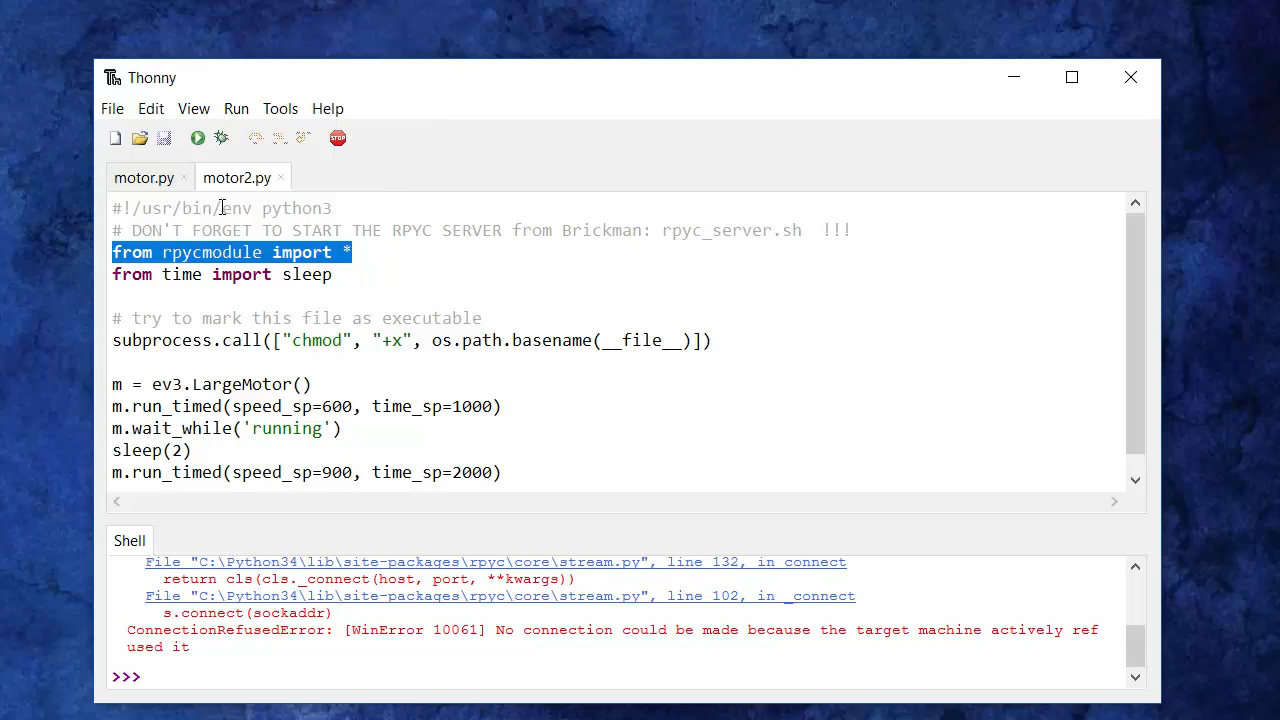 Thonny
File Edit View Run Tools Help
STOP
motor.py × motor2.py ×
#!/usr/bin/env python3
# DON'T FORGET TO START THE RPYC SERVER from Brickman: rpyc_server.sh  !!!
from rpycmodule import *
from time import sleep
# try to mark this file as executable
subprocess.call(["chmod", "+x", os.path.basename(__file__)])
m = ev3.LargeMotor()
m.run_timed(speed_sp=600, time_sp=1000)
m.wait_while('running')
sleep(2)
m.run_timed(speed_sp=900, time_sp=2000)
Shell
File "C:\Python34\lib\site-packages\rpyc\core\stream.py", line 132, in connect
return cls(cls._connect(host, port, **kwargs))
File "C:\Python34\lib\site-packages\rpyc\core\stream.py", line 102, in _connect
s.connect(sockaddr)
ConnectionRefusedError: [WinError 10061] No connection could be made because the target machine actively ref
used it
>>>